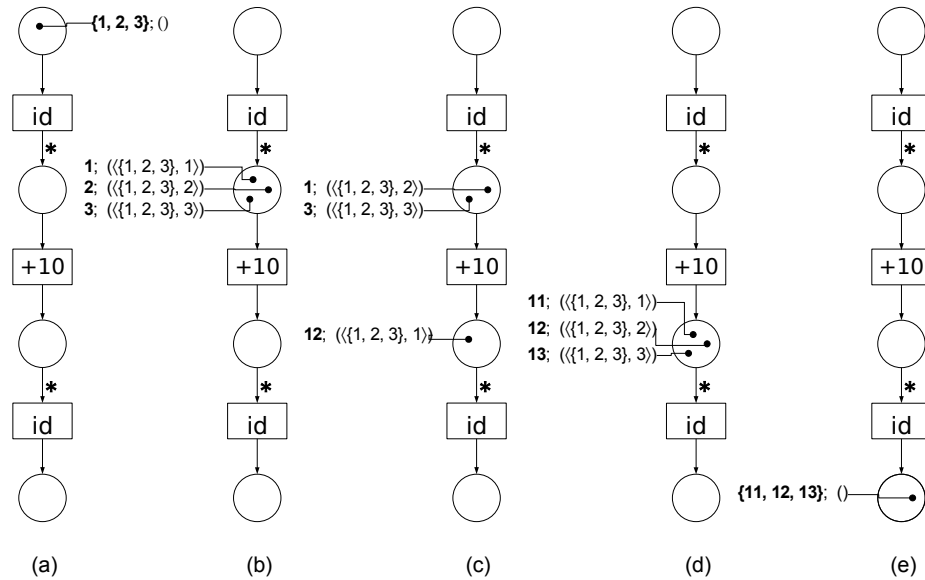 {1, 2, 3}; ()
id
*
+10
*
id
(a)
id
*
1; (⟨{1, 2, 3}, 1⟩)
2; (⟨{1, 2, 3}, 2⟩)
3; (⟨{1, 2, 3}, 3⟩)
+10
*
id
(b)
id
*
1; (⟨{1, 2, 3}, 2⟩)
3; (⟨{1, 2, 3}, 3⟩)
+10
12; (⟨{1, 2, 3}, 1⟩)
*
id
(c)
id
*
+10
11; (⟨{1, 2, 3}, 1⟩)
12; (⟨{1, 2, 3}, 2⟩)
13; (⟨{1, 2, 3}, 3⟩)
*
id
(d)
id
*
+10
*
id
{11, 12, 13}; ()
(e)